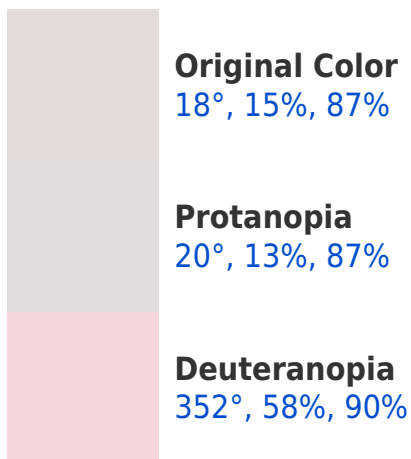 Original Color
18°, 15%, 87%
Protanopia
20°, 13%, 87%
Deuteranopia
352°, 58%, 90%